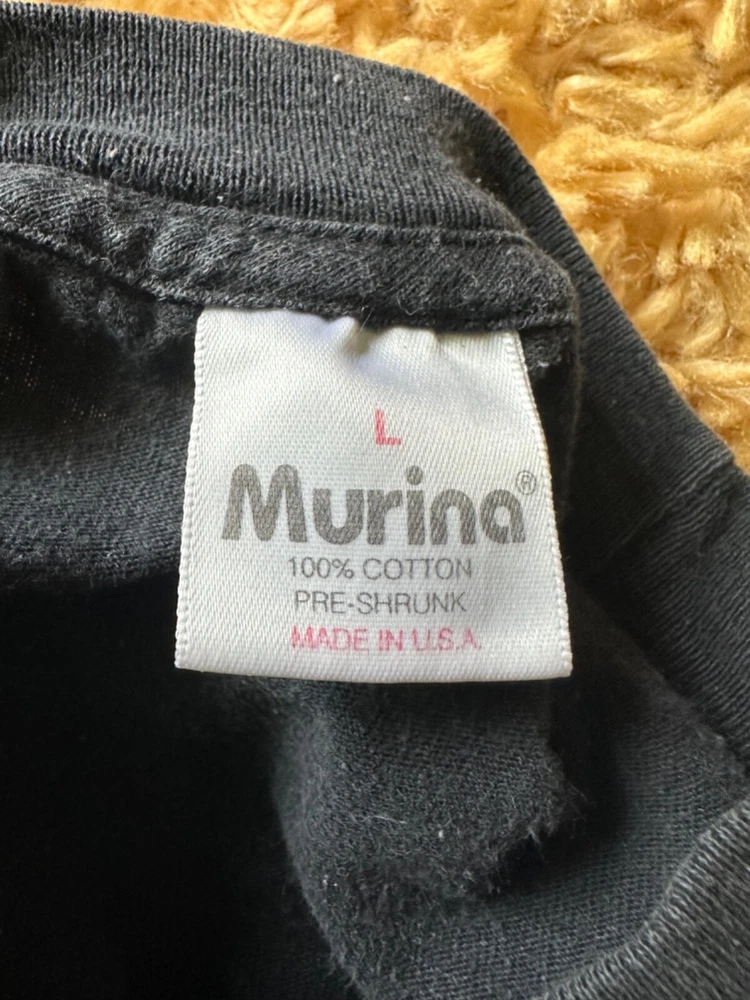 L
Murina®
100% COTTON
PRE-SHRUNK
MADE IN U.S.A.